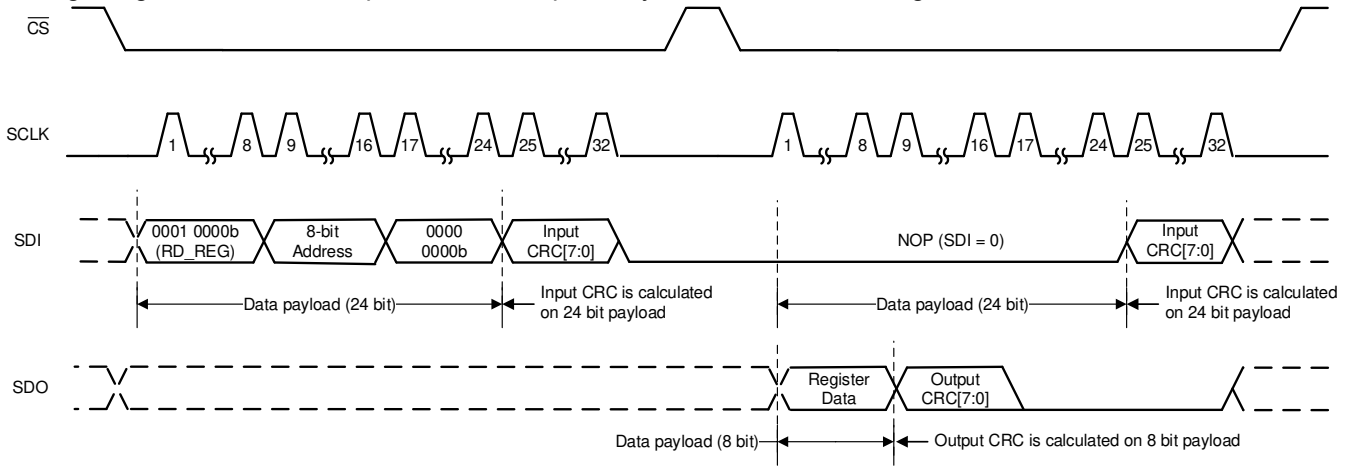 CS
SCLK
1 8 9 16 17 24 25 32 1 8 9 16 17 24 25 32
SDI
0001 0000b
(RD_REG)
8-bit
Address
0000
0000b
Input
CRC[7:0]
NOP (SDI = 0)
Input
CRC[7:0]
Data payload (24 bit)
Input CRC is calculated
on 24 bit payload
Data payload (24 bit)
Input CRC is calculated
on 24 bit payload
SDO
Register
Data
Output
CRC[7:0]
Data payload (8 bit)
Output CRC is calculated on 8 bit payload